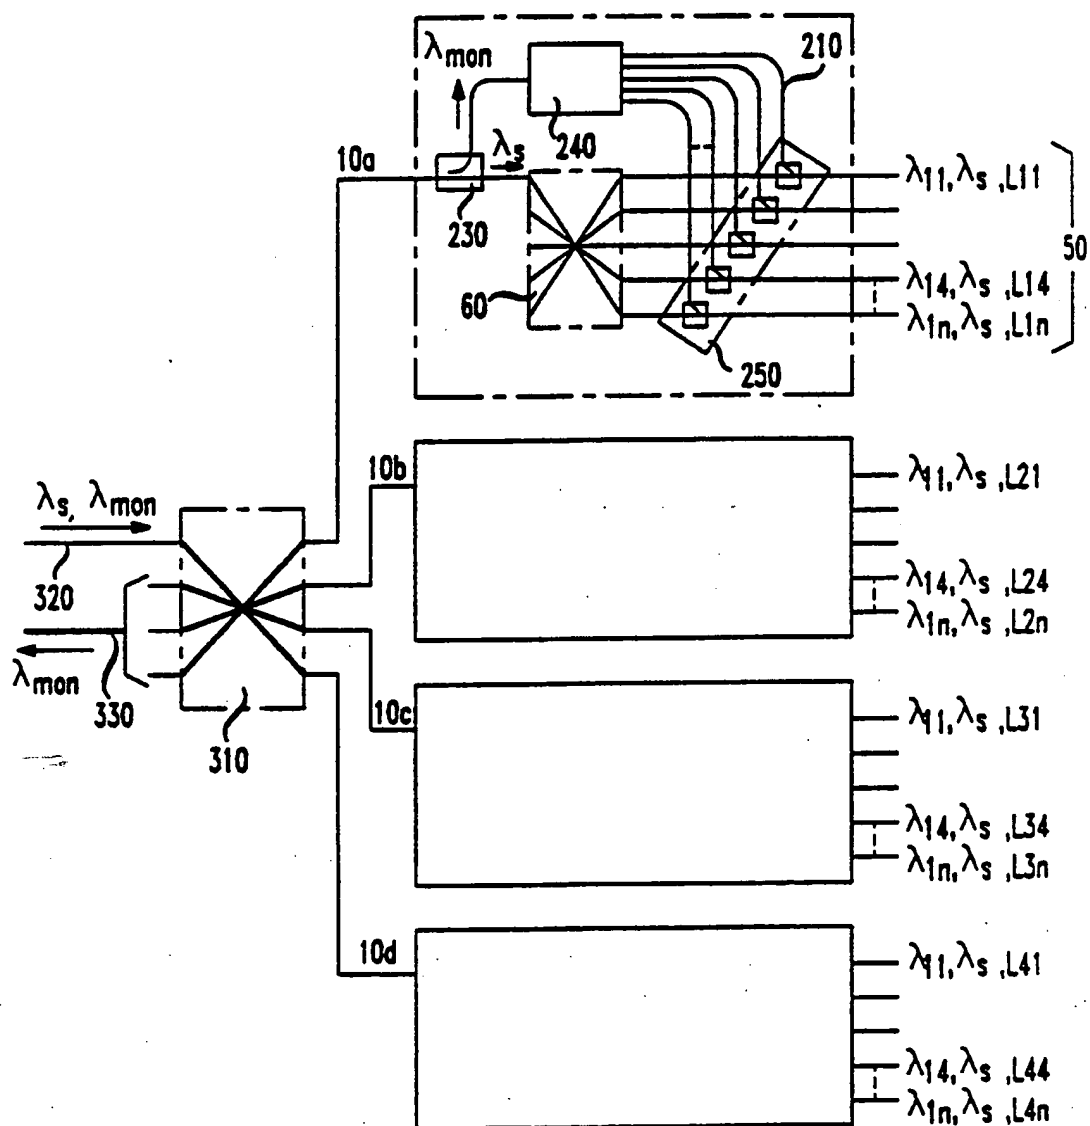 λmon
210
240
λs
10a
230
λ11, λs ,L11
50
60
λ14, λs ,L14
λ1n, λs ,L1n
250
10b
λ11, λs ,L21
λs, λmon
320
λ14, λs ,L24
λ1n, λs ,L2n
λmon
330
310
10c
λ11, λs ,L31
λ14, λs ,L34
λ1n, λs ,L3n
10d
λ11, λs ,L41
λ14, λs ,L44
λ1n, λs ,L4n